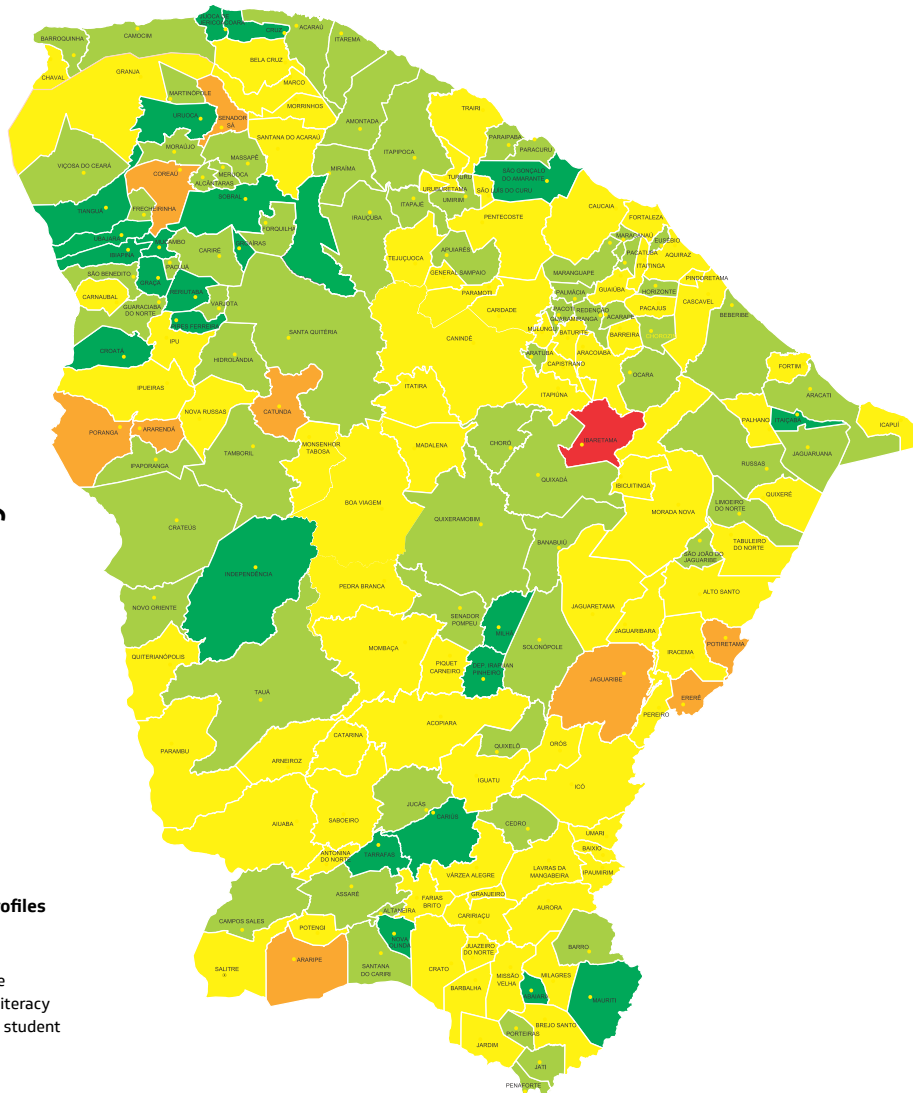 JIJOCA DE
JERICOACOARA
CRUZ
ACARAÚ
ITAREMA
BARROQUINHA
CAMOCIM
BELA CRUZ
CHAVAL
GRANJA
MARCO
MARTINÓPOLE
MORRINHOS
TRAIRI
URUOCA
SENADOR
SÁ
AMONTADA
SANTANA DO ACARAÚ
PARAIPABA
MORAÚJO
PARACURU
ITAPIPOCA
MASSAPÊ
VIÇOSA DO CEARÁ
MIRAÍMA
SÃO GONÇALO
DO AMARANTE
COREAÚ
MERUOCA
TURURU
ALCÂNTARAS
URUBURETAMA
SÃO LUIS DO CURU
SOBRAL
UMIRIM
ITAPAJÉ
CAUCAIA
TIANGUÁ
FRECHEIRINHA
IRAUÇUBA
PENTECOSTE
FORTALEZA
FORQUILHA
UBAJARA
MARACANAÚ
EUSÉBIO
MUCAMBO
IBIAPINA
CARIRÉ
APUIARÉS
PACATUBA
AQUIRAZ
TEJUÇUOCA
ITAITINGA
PACUJÁ
GENERAL SAMPAIO
MARANGUAPE
SÃO BENEDITO
PINDORETAMA
GRAÇA
GUAIÚBA
RERIUTABA
PARAMOTI
PALMÁCIA
HORIZONTE
CARNAUBAL
CASCAVEL
VARJOTA
GUARACIABA
DO NORTE
CARIDADE
PACOTI
REDENÇÃO
PACAJUS
BEBERIBE
GUARAMIRANGA
ACARAPE
PIRES FERREIRA
SANTA QUITÉRIA
MULUNGU
BATURITÉ
BARREIRA
CHOROZINHO
IPU
CANINDÉ
CROATÁ
ARATUBA
ARACOIABA
HIDROLÂNDIA
CAPISTRANO
FORTIM
OCARA
IPUEIRAS
ITATIRA
ARACATI
ITAPIÚNA
NOVA RUSSAS
CATUNDA
ITAIÇABA
PALHANO
ICAPUÍ
PORANGA
ARARENDÁ
MONSENHOR
TABOSA
MADALENA
CHORÓ
IBARETAMA
JAGUARUANA
TAMBORIL
IPAPORANGA
RUSSAS
QUIXADÁ
IBICUITINGA
QUIXERÉ
BOA VIAGEM
LIMOEIRO
DO NORTE
MORADA NOVA
CRATEÚS
QUIXERAMOBIM
BANABUIÚ
TABULEIRO
DO NORTE
SÃO JOÃO DO
JAGUARIBE
INDEPENDÊNCIA
PEDRA BRANCA
ALTO SANTO
NOVO ORIENTE
JAGUARETAMA
SENADOR
POMPEU
JAGUARIBARA
MILHÃ
SOLONÓPOLE
POTIRETAMA
MOMBAÇA
IRACEMA
QUITERIANÓPOLIS
PIQUET
CARNEIRO
DEP. IRAPUAN
PINHEIRO
JAGUARIBE
TAUÁ
ERERÊ
PEREIRO
ACOPIARA
CATARINA
QUIXELÔ
PARAMBU
ORÓS
ARNEIROZ
IGUATU
ICÓ
JUCÁS
CARIÚS
SABOEIRO
AIUABA
CEDRO
UMARI
BAIXIO
ANTONINA
DO NORTE
TARRAFAS
LAVRAS DA
MANGABEIRA
IPAUMIRIM
VÁRZEA ALEGRE
ASSARÉ
GRANJEIRO
FARIAS
BRITO
rofiles
ALTANEIRA
AURORA
CARIRIAÇU
CAMPOS SALES
POTENGI
NOVA
OLINDA
BARRO
JUAZEIRO
DO NORTE
ARARIPE
SANTANA
DO CARIRI
CRATO
SALITRE
MISSÃO
VELHA
MILAGRES
e
BARBALHA
ABAIARA
MAURITI
iteracy
BREJO SANTO
student
PORTEIRAS
JARDIM
JATI
PENAFORTE